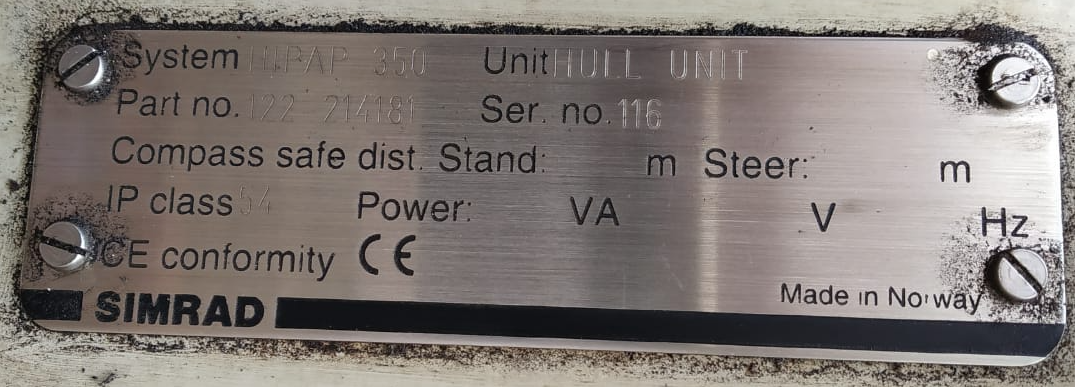 System HIPAP 350 Unit HULL UNIT
Part no. 122 214181 Ser. no. 116
Compass safe dist. Stand: m Steer: m
IP class 54 Power: VA V Hz
CE conformity CE
Made in Norway
SIMRAD